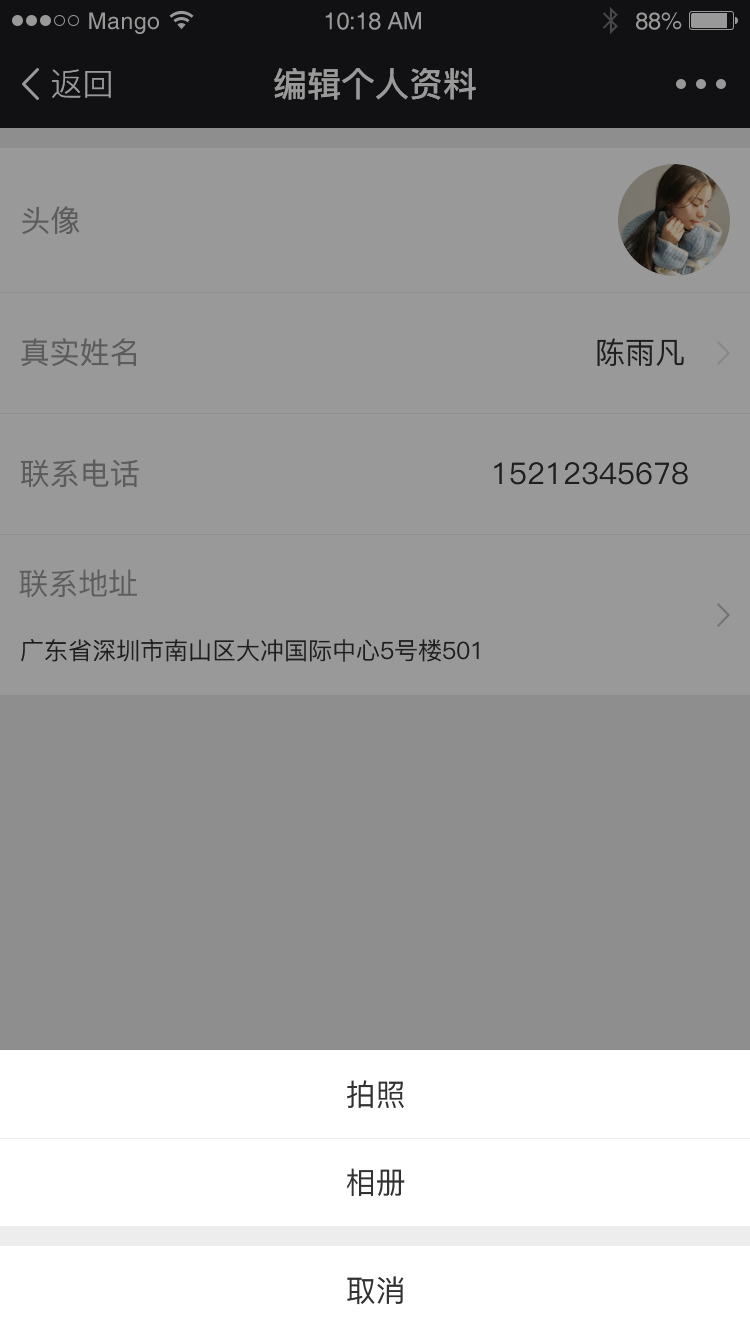 Mango 10:18 AM 88%
返回 编辑个人资料
头像
真实姓名 陈雨凡
联系电话 15212345678
联系地址
广东省深圳市南山区大冲国际中心5号楼501
拍照
相册
取消